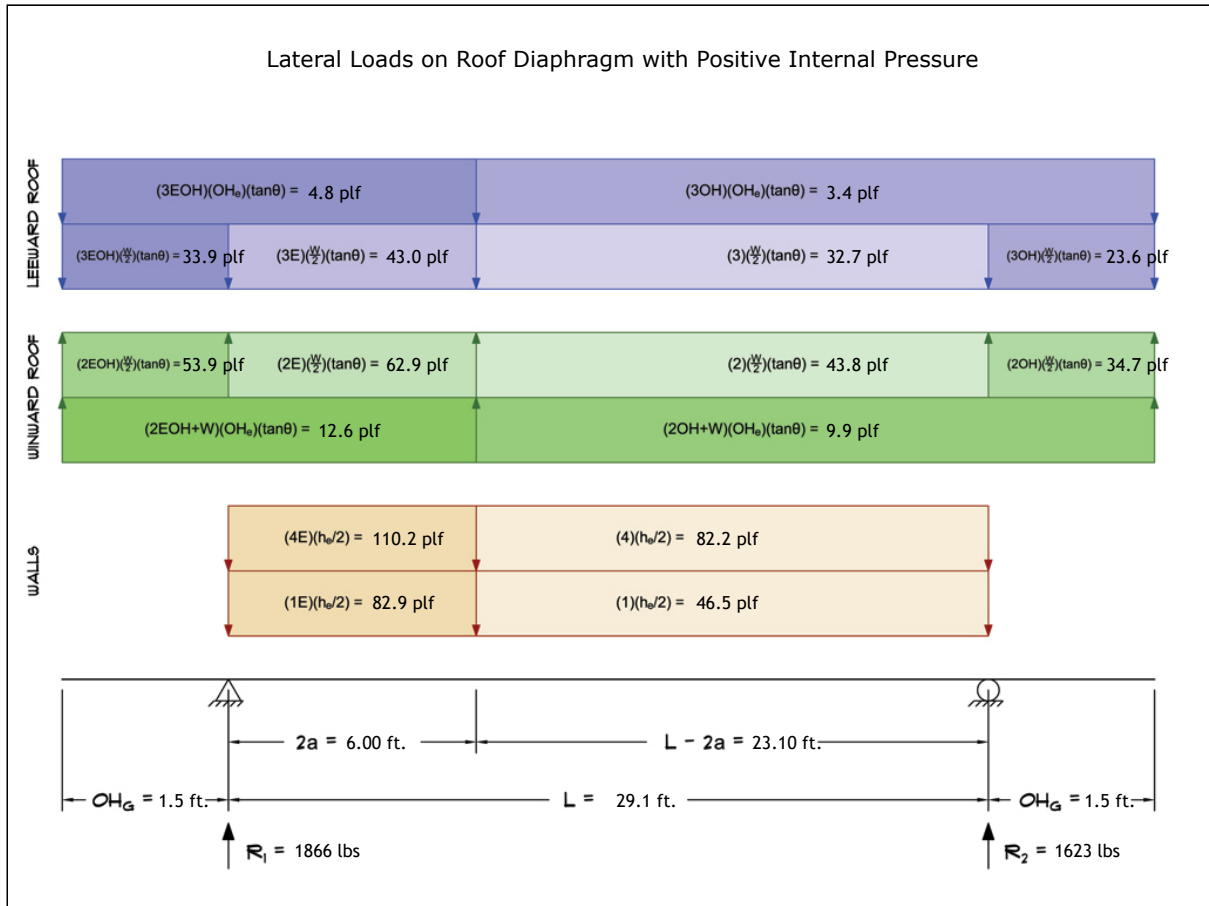 Lateral Loads on Roof Diaphragm with Positive Internal Pressure
LEEWARD ROOF
(3EOH)(OHₑ)(tanθ) = 4.8 plf
(3OH)(OHₑ)(tanθ) = 3.4 plf
(3EOH)(W/2)(tanθ) = 33.9 plf
(3E)(W/2)(tanθ) = 43.0 plf
(3)(W/2)(tanθ) = 32.7 plf
(3OH)(W/2)(tanθ) = 23.6 plf
WINWARD ROOF
(2EOH)(W/2)(tanθ) = 53.9 plf
(2E)(W/2)(tanθ) = 62.9 plf
(2)(W/2)(tanθ) = 43.8 plf
(2OH)(W/2)(tanθ) = 34.7 plf
(2EOH+W)(OHₑ)(tanθ) = 12.6 plf
(2OH+W)(OHₑ)(tanθ) = 9.9 plf
WALLS
(4E)(hₑ/2) = 110.2 plf
(4)(hₑ/2) = 82.2 plf
(1E)(hₑ/2) = 82.9 plf
(1)(hₑ/2) = 46.5 plf
2a = 6.00 ft.
L - 2a = 23.10 ft.
OH_G = 1.5 ft.
L = 29.1 ft.
OH_G = 1.5 ft.
R₁ = 1866 lbs
R₂ = 1623 lbs